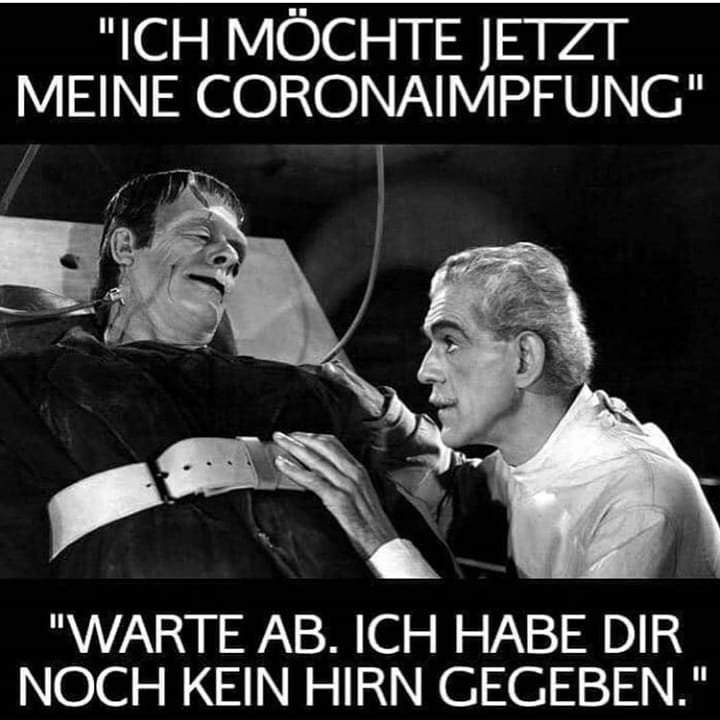 "ICH MÖCHTE JETZT
MEINE CORONAIMPFUNG"
"WARTE AB. ICH HABE DIR
NOCH KEIN HIRN GEGEBEN."